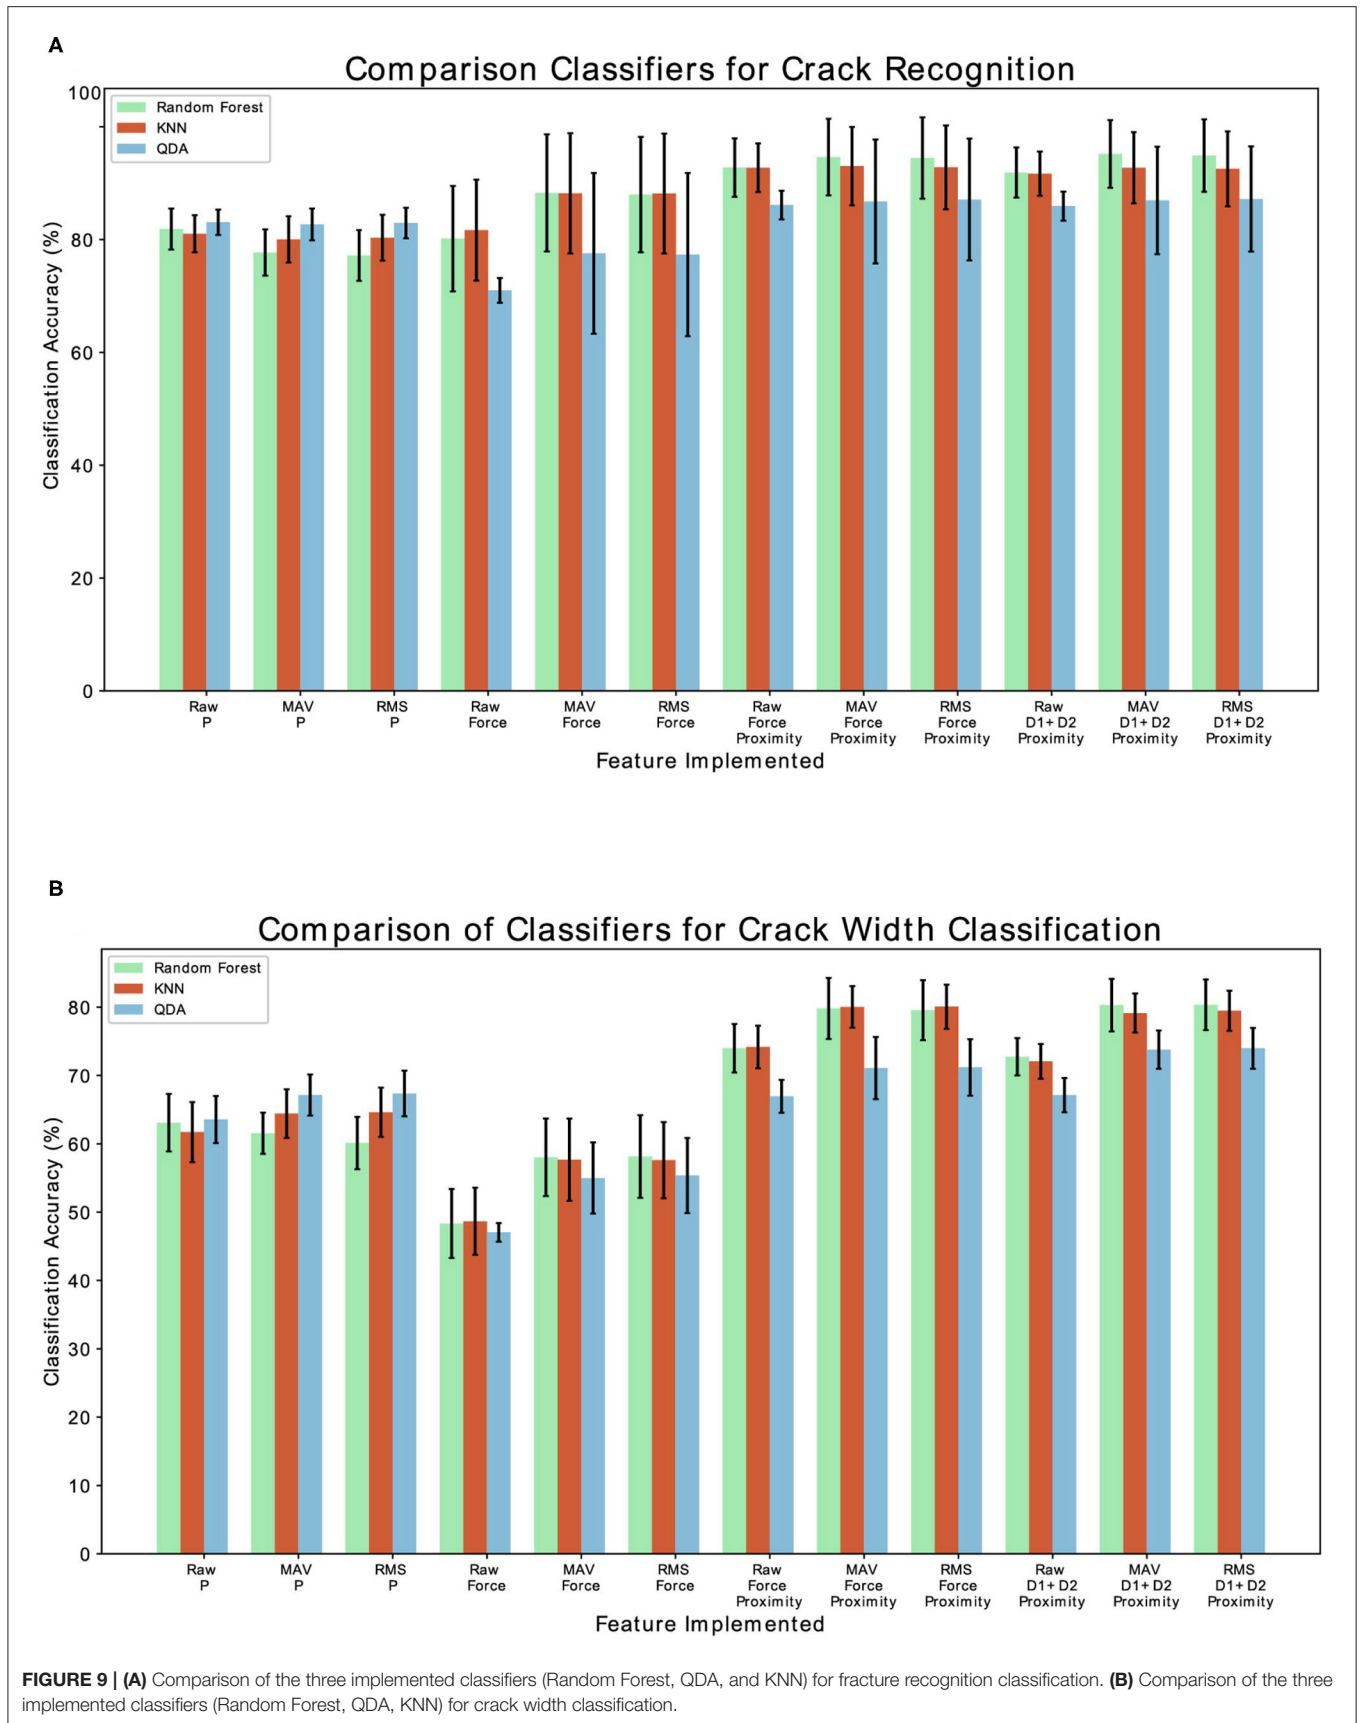 A
Comparison Classifiers for Crack Recognition
100
80
60
40
20
0
Classification Accuracy (%)
Random Forest
KNN
QDA
Raw MAV RMS Raw MAV RMS Raw MAV RMS Raw MAV RMS
P P P Force Force Force Force Force Force D1+ D2 D1+ D2 D1+ D2
Proximity Proximity Proximity Proximity Proximity Proximity
Feature Implemented
B
Comparison of Classifiers for Crack Width Classification
80
70
60
50
40
30
20
10
0
Classification Accuracy (%)
Random Forest
KNN
QDA
Raw MAV RMS Raw MAV RMS Raw MAV RMS Raw MAV RMS
P P P Force Force Force Force Force Force D1+ D2 D1+ D2 D1+ D2
Proximity Proximity Proximity Proximity Proximity Proximity
Feature Implemented
FIGURE 9 | (A) Comparison of the three implemented classifiers (Random Forest, QDA, and KNN) for fracture recognition classification. (B) Comparison of the three
implemented classifiers (Random Forest, QDA, KNN) for crack width classification.